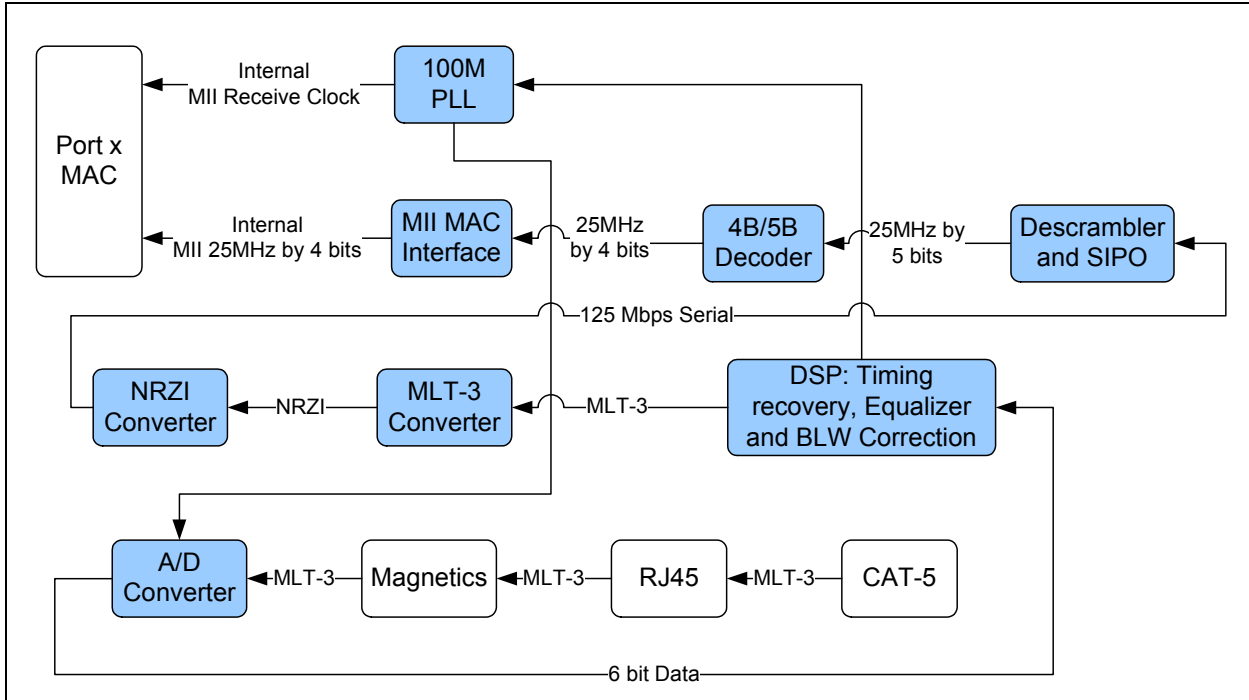 Internal
MII Receive Clock
100M
PLL
Port x
MAC
Internal
MII 25MHz by 4 bits
MII MAC
Interface
25MHz
by 4 bits
4B/5B
Decoder
25MHz by
5 bits
Descrambler
and SIPO
125 Mbps Serial
NRZI
Converter
NRZI
MLT-3
Converter
MLT-3
DSP: Timing
recovery, Equalizer
and BLW Correction
A/D
Converter
MLT-3
Magnetics
MLT-3
RJ45
MLT-3
CAT-5
6 bit Data